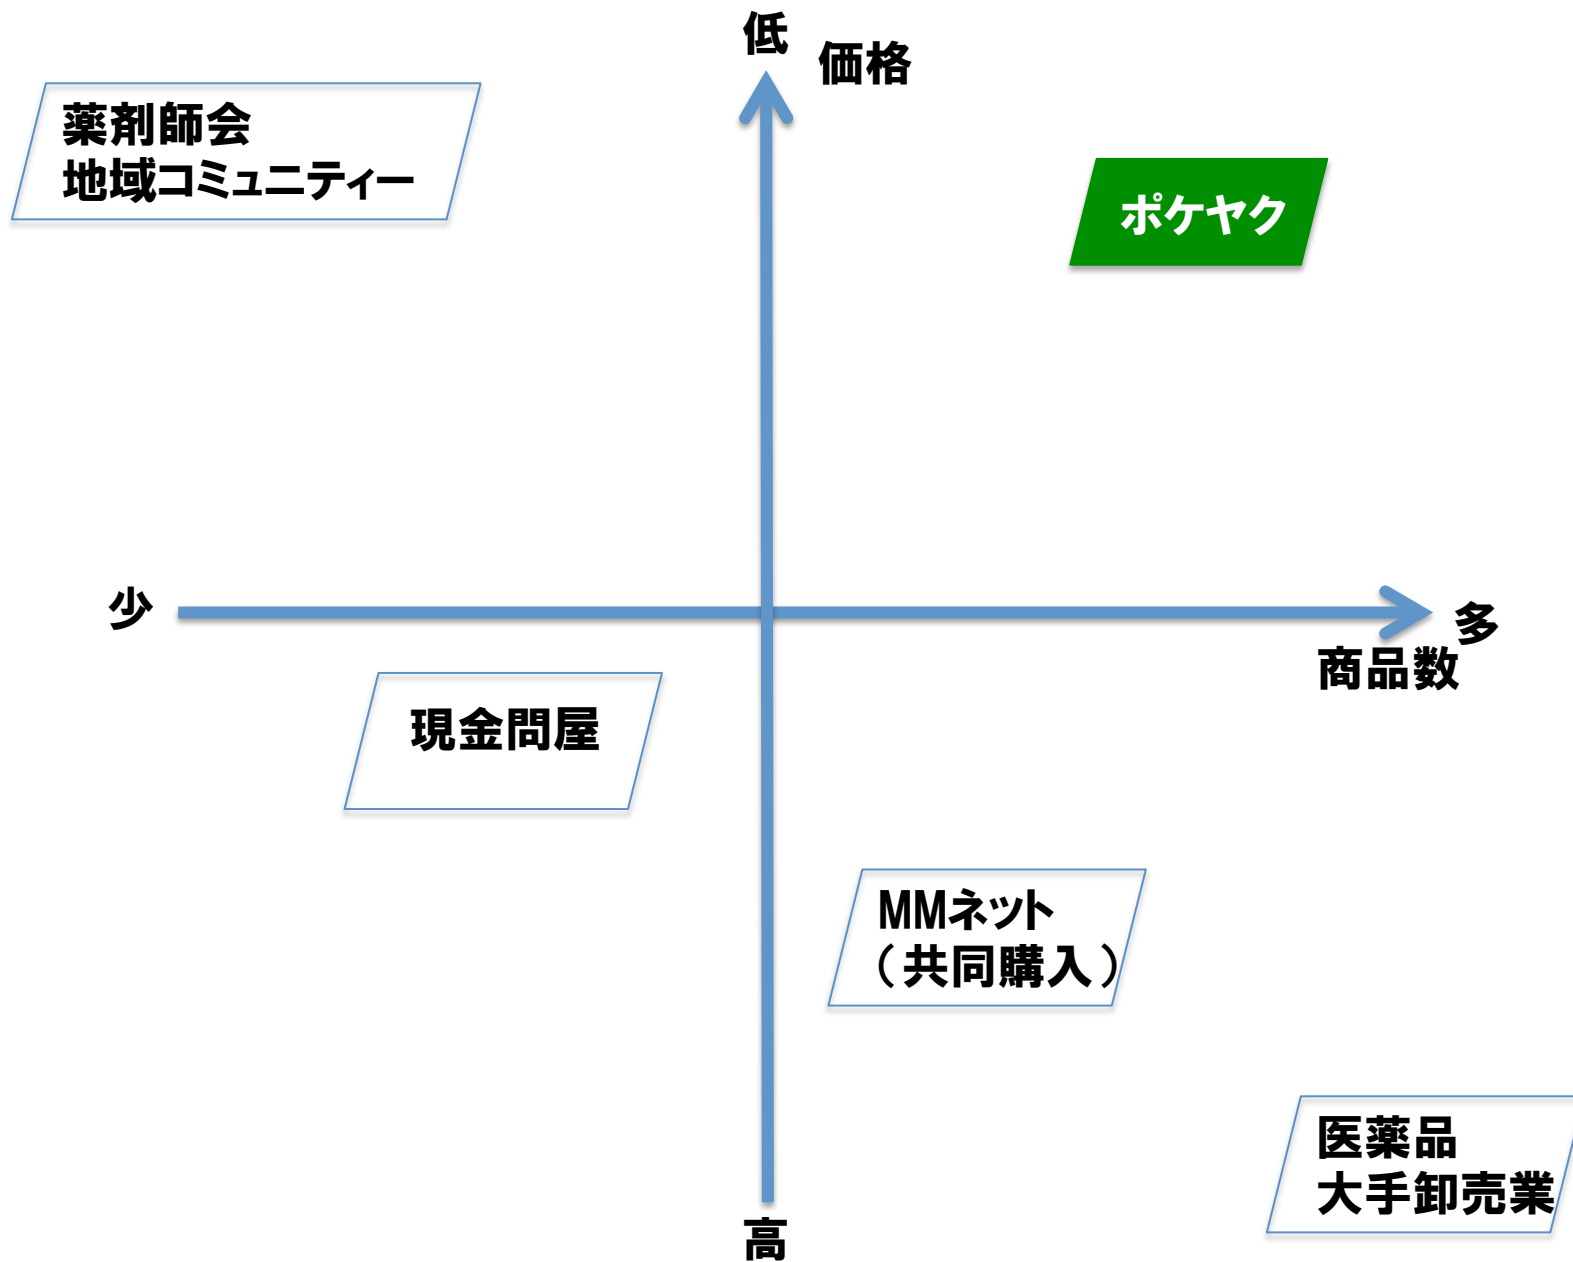 低
価格
薬剤師会
地域コミュニティー
ポケヤク
少
多
商品数
現金問屋
MMネット
（共同購入）
医薬品
大手卸売業
高